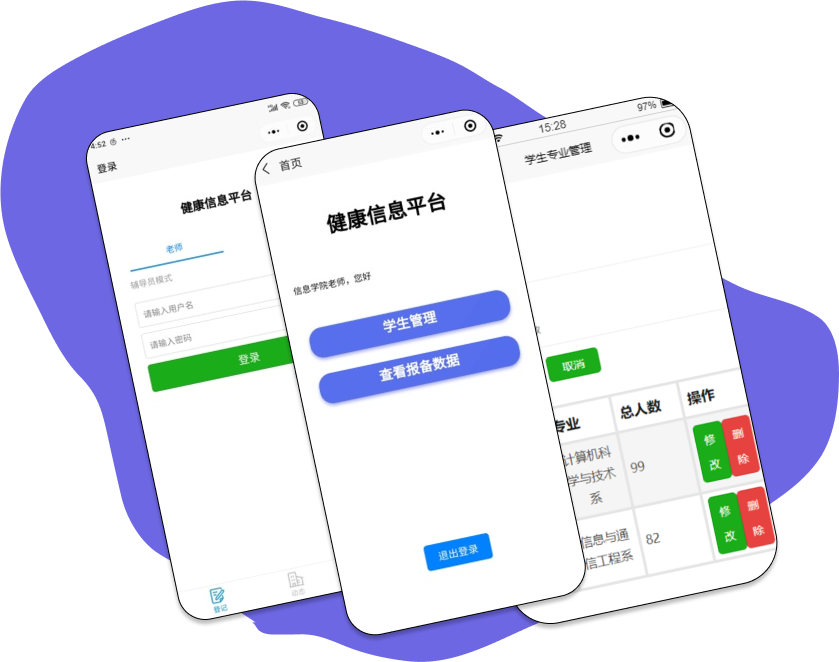 4:52
登录
健康信息平台
老师
辅导员模式
请输入用户名
请输入密码
登录
登记
动态
首页
健康信息平台
信息学院老师，您好
学生管理
查看报备数据
退出登录
15:28
97%
学生专业管理
取消
专业
总人数
操作
计算机科
学与技术
系
99
修
改
删
除
信息与通
信工程系
82
修
改
删
除